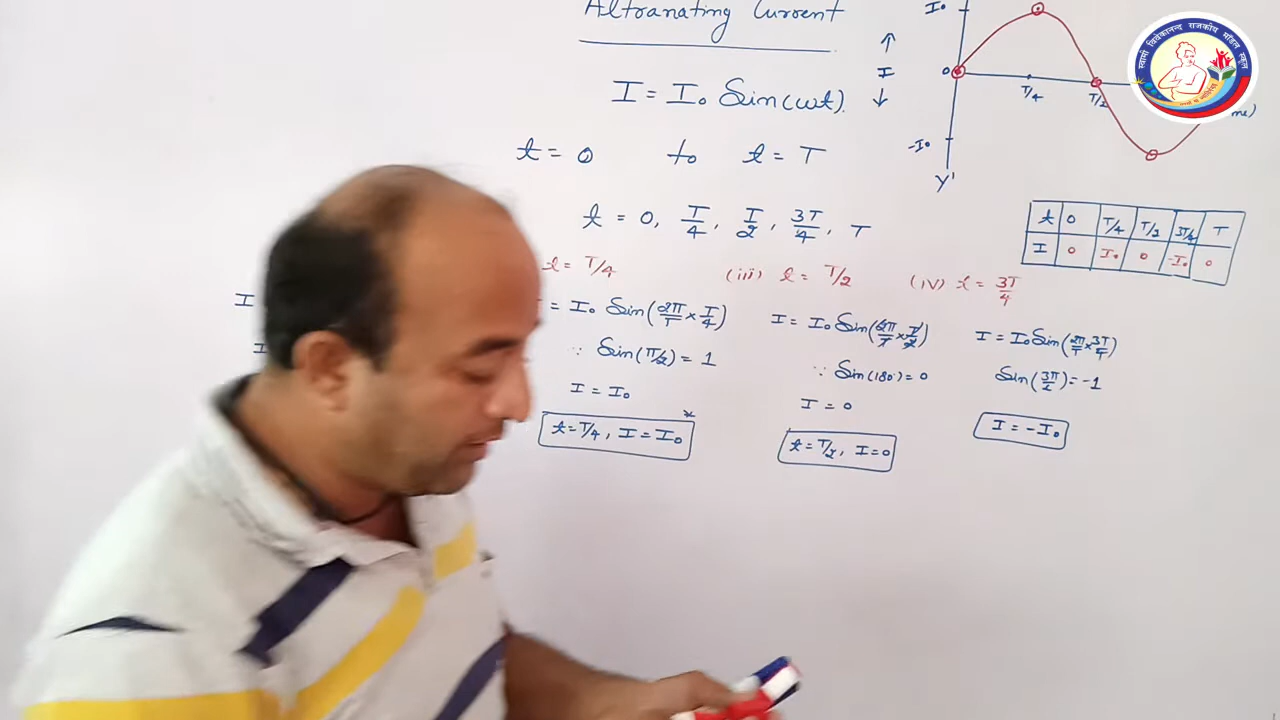 Altranating Current
I = I₀ Sin(ωt)
t = 0 to t = T
t = 0, T/4, T/2, 3T/4, T
I₀
I
0
T/4
T/2
-I₀
Y'
t 0 T/4 T/2 3T/4 T
I 0 I₀ 0 -I₀ 0
t = T/4
= I₀ Sin(2π/T × T/4)
∵ Sin(π/2) = 1
I = I₀
t = T/4, I = I₀
(iii) t = T/2
I = I₀ Sin(2π/T × T/2)
∵ Sin(180°) = 0
I = 0
t = T/2, I = 0
(iv) t = 3T/4
I = I₀ Sin(2π/T × 3T/4)
Sin(3π/2) = -1
I = -I₀
I
I
स्वामी विवेकानन्द राजकीय मॉडल स्कूल